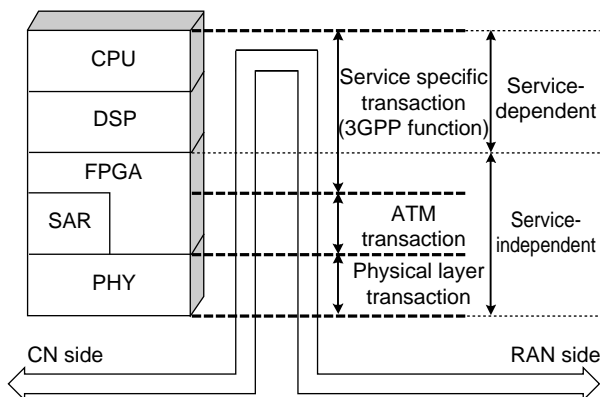 CPU
DSP
FPGA
SAR
PHY
Service specific
transaction
(3GPP function)
ATM
transaction
Physical layer
transaction
Service-
dependent
Service-
independent
CN side
RAN side